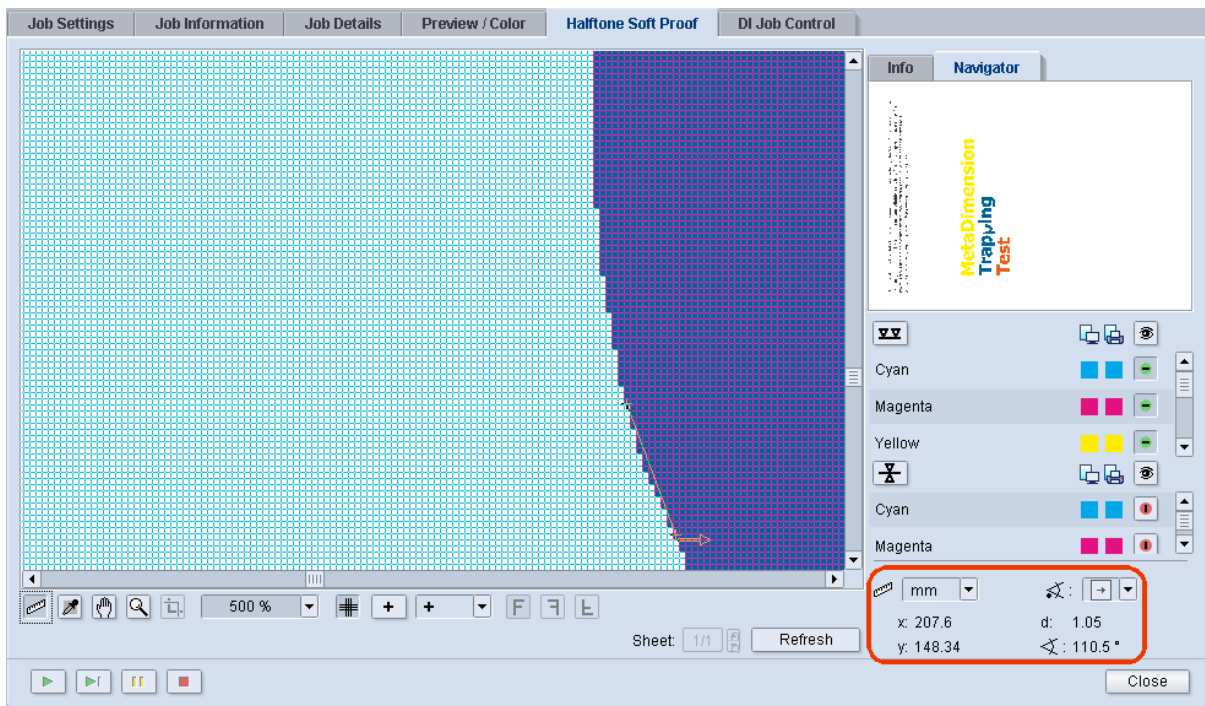 Job Settings
Job Information
Job Details
Preview / Color
Halftone Soft Proof
DI Job Control
Info
Navigator
MetaDimension
Trapping
Test
Cyan
Magenta
Yellow
Cyan
Magenta
mm
x: 207.6
d: 1.05
y: 148.34
: 110.5 °
500 %
F
Sheet: 1/1
Refresh
Close